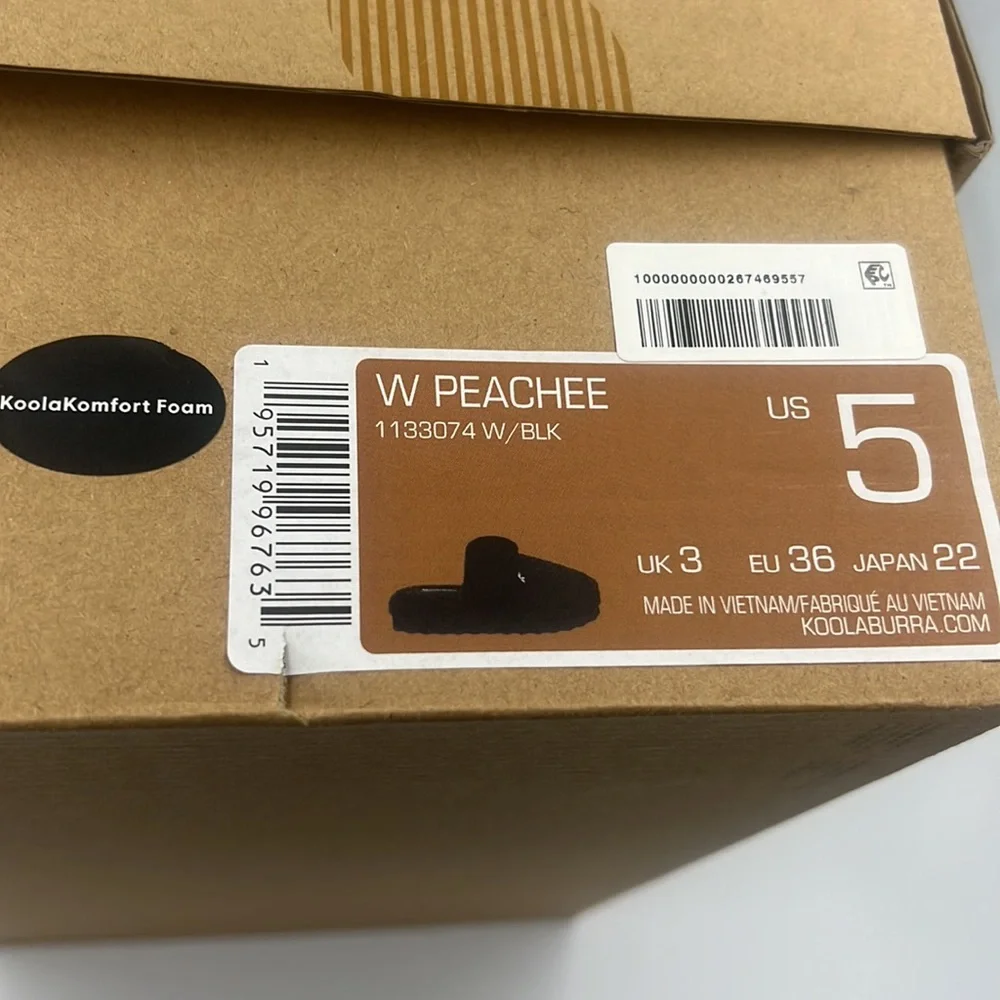 1000000000267469557
KoolaKomfort Foam
1 95719 96763 5
W PEACHEE
1133074 W/BLK
US 5
UK 3 EU 36 JAPAN 22
MADE IN VIETNAM/FABRIQUÉ AU VIETNAM
KOOLABURRA.COM